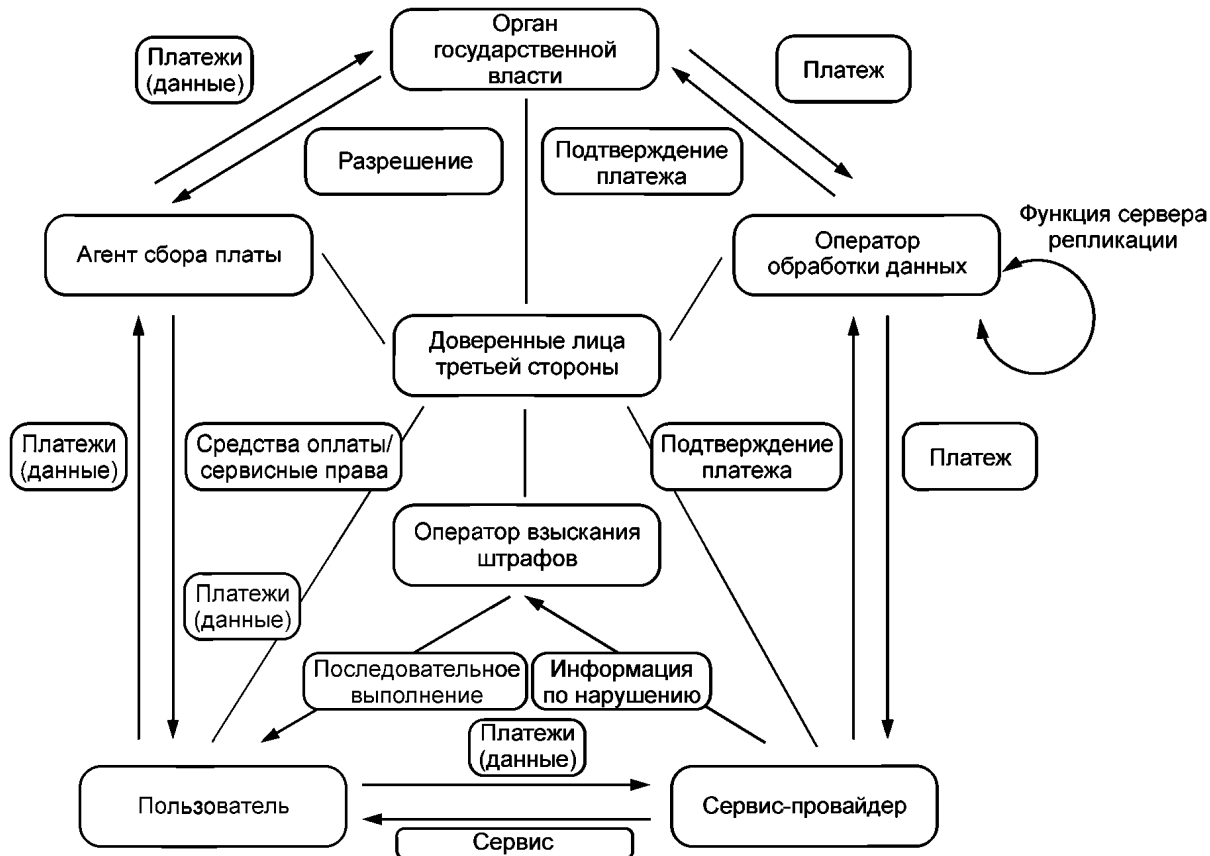 Орган
государственной
власти
Платежи
(данные)
Платеж
Разрешение
Подтверждение
платежа
Агент сбора платы
Оператор
обработки данных
Функция сервера
репликации
Доверенные лица
третьей стороны
Платежи
(данные)
Средства оплаты/
сервисные права
Подтверждение
платежа
Платеж
Оператор взыскания
штрафов
Платежи
(данные)
Последовательное
выполнение
Информация
по нарушению
Платежи
(данные)
Пользователь
Сервис-провайдер
Сервис